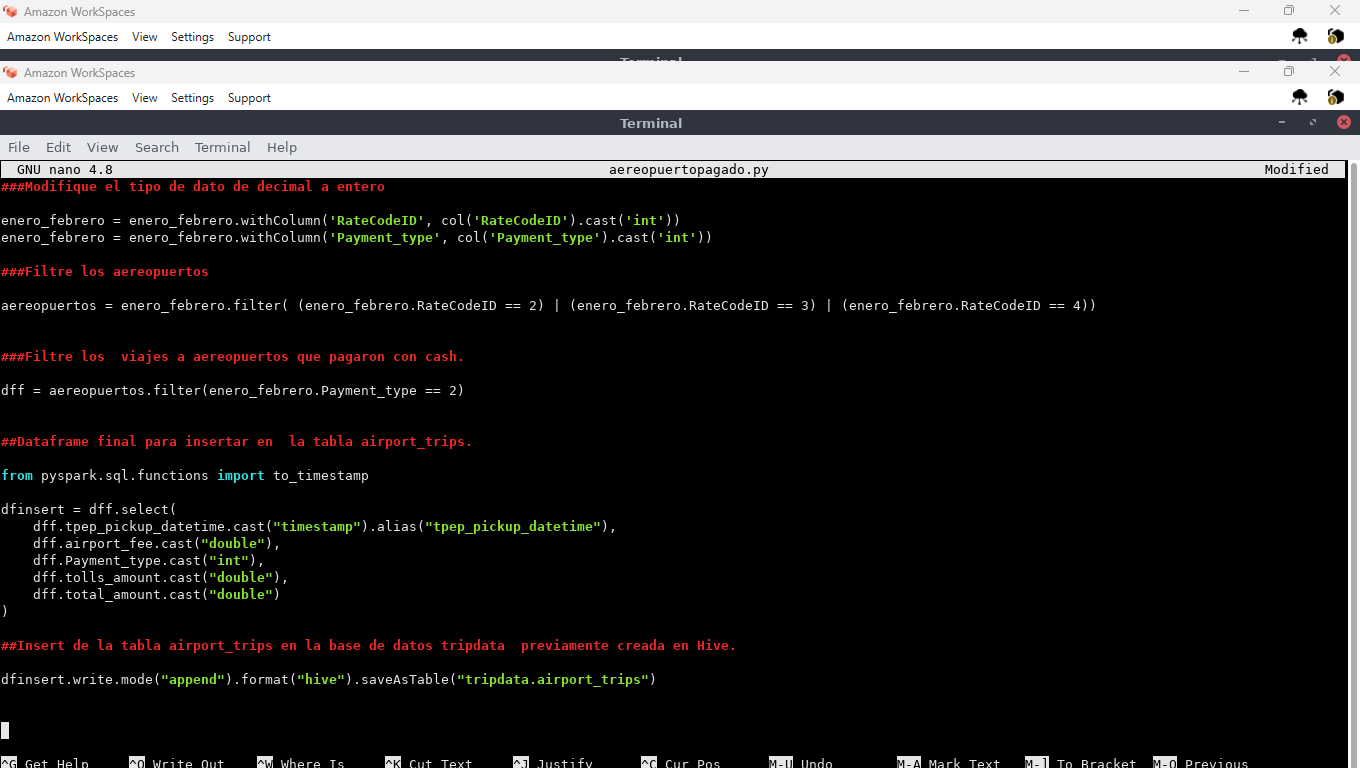 Amazon WorkSpaces
Amazon WorkSpaces View Settings Support
Terminal
Amazon WorkSpaces
Amazon WorkSpaces View Settings Support
Terminal
File Edit View Search Terminal Help
GNU nano 4.8 aereopuertopagado.py Modified
###Modifique el tipo de dato de decimal a entero
enero_febrero = enero_febrero.withColumn('RateCodeID', col('RateCodeID').cast('int'))
enero_febrero = enero_febrero.withColumn('Payment_type', col('Payment_type').cast('int'))
###Filtre los aereopuertos
aereopuertos = enero_febrero.filter( (enero_febrero.RateCodeID == 2) | (enero_febrero.RateCodeID == 3) | (enero_febrero.RateCodeID == 4))
###Filtre los  viajes a aereopuertos que pagaron con cash.
dff = aereopuertos.filter(enero_febrero.Payment_type == 2)
##Dataframe final para insertar en  la tabla airport_trips.
from pyspark.sql.functions import to_timestamp
dfinsert = dff.select(
    dff.tpep_pickup_datetime.cast("timestamp").alias("tpep_pickup_datetime"),
    dff.airport_fee.cast("double"),
    dff.Payment_type.cast("int"),
    dff.tolls_amount.cast("double"),
    dff.total_amount.cast("double")
)
##Insert de la tabla airport_trips en la base de datos tripdata  previamente creada en Hive.
dfinsert.write.mode("append").format("hive").saveAsTable("tripdata.airport_trips")
^G Get Help ^O Write Out ^W Where Is ^K Cut Text ^J Justify ^C Cur Pos M-U Undo M-A Mark Text M-] To Bracket M-Q Previous